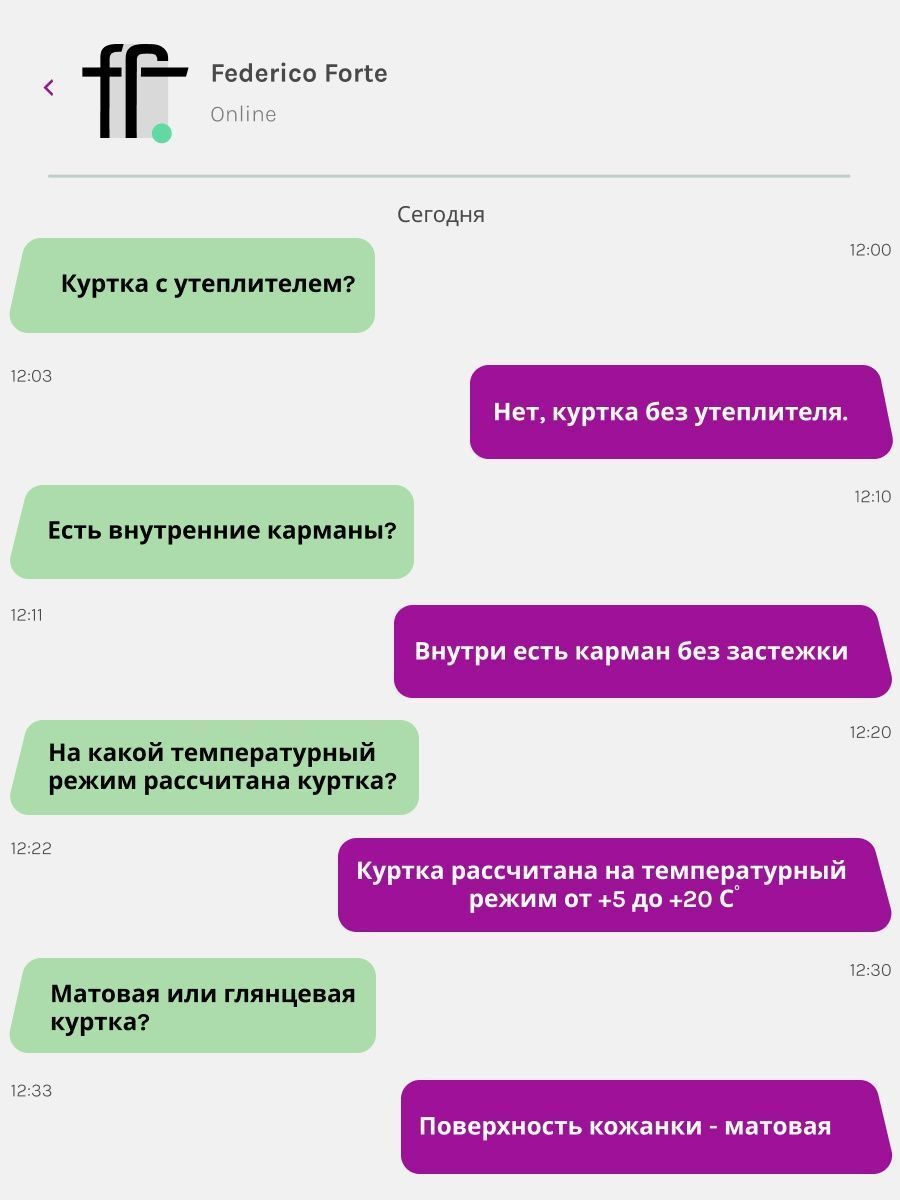 ff
Federico Forte
Online
Сегодня
Куртка с утеплителем?
12:00
12:03
Нет, куртка без утеплителя.
Есть внутренние карманы?
12:10
12:11
Внутри есть карман без застежки
На какой температурный
режим рассчитана куртка?
12:20
12:22
Куртка рассчитана на температурный
режим от +5 до +20 С°
Матовая или глянцевая
куртка?
12:30
12:33
Поверхность кожанки - матовая